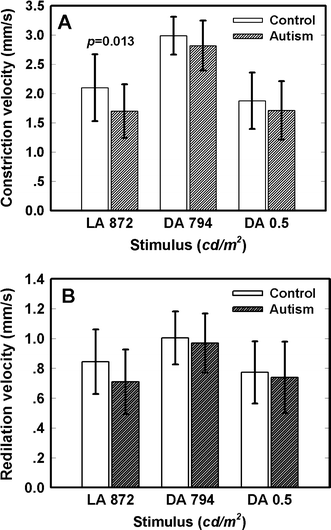 A
Control
Autism
p=0.013
Constriction velocity (mm/s)
3.5
3.0
2.5
2.0
1.5
1.0
.5
0.0
LA 872
DA 794
DA 0.5
Stimulus (cd/m²)
B
Control
Autism
Redilation velocity (mm/s)
1.4
1.2
1.0
.8
.6
.4
.2
0.0
LA 872
DA 794
DA 0.5
Stimulus (cd/m²)